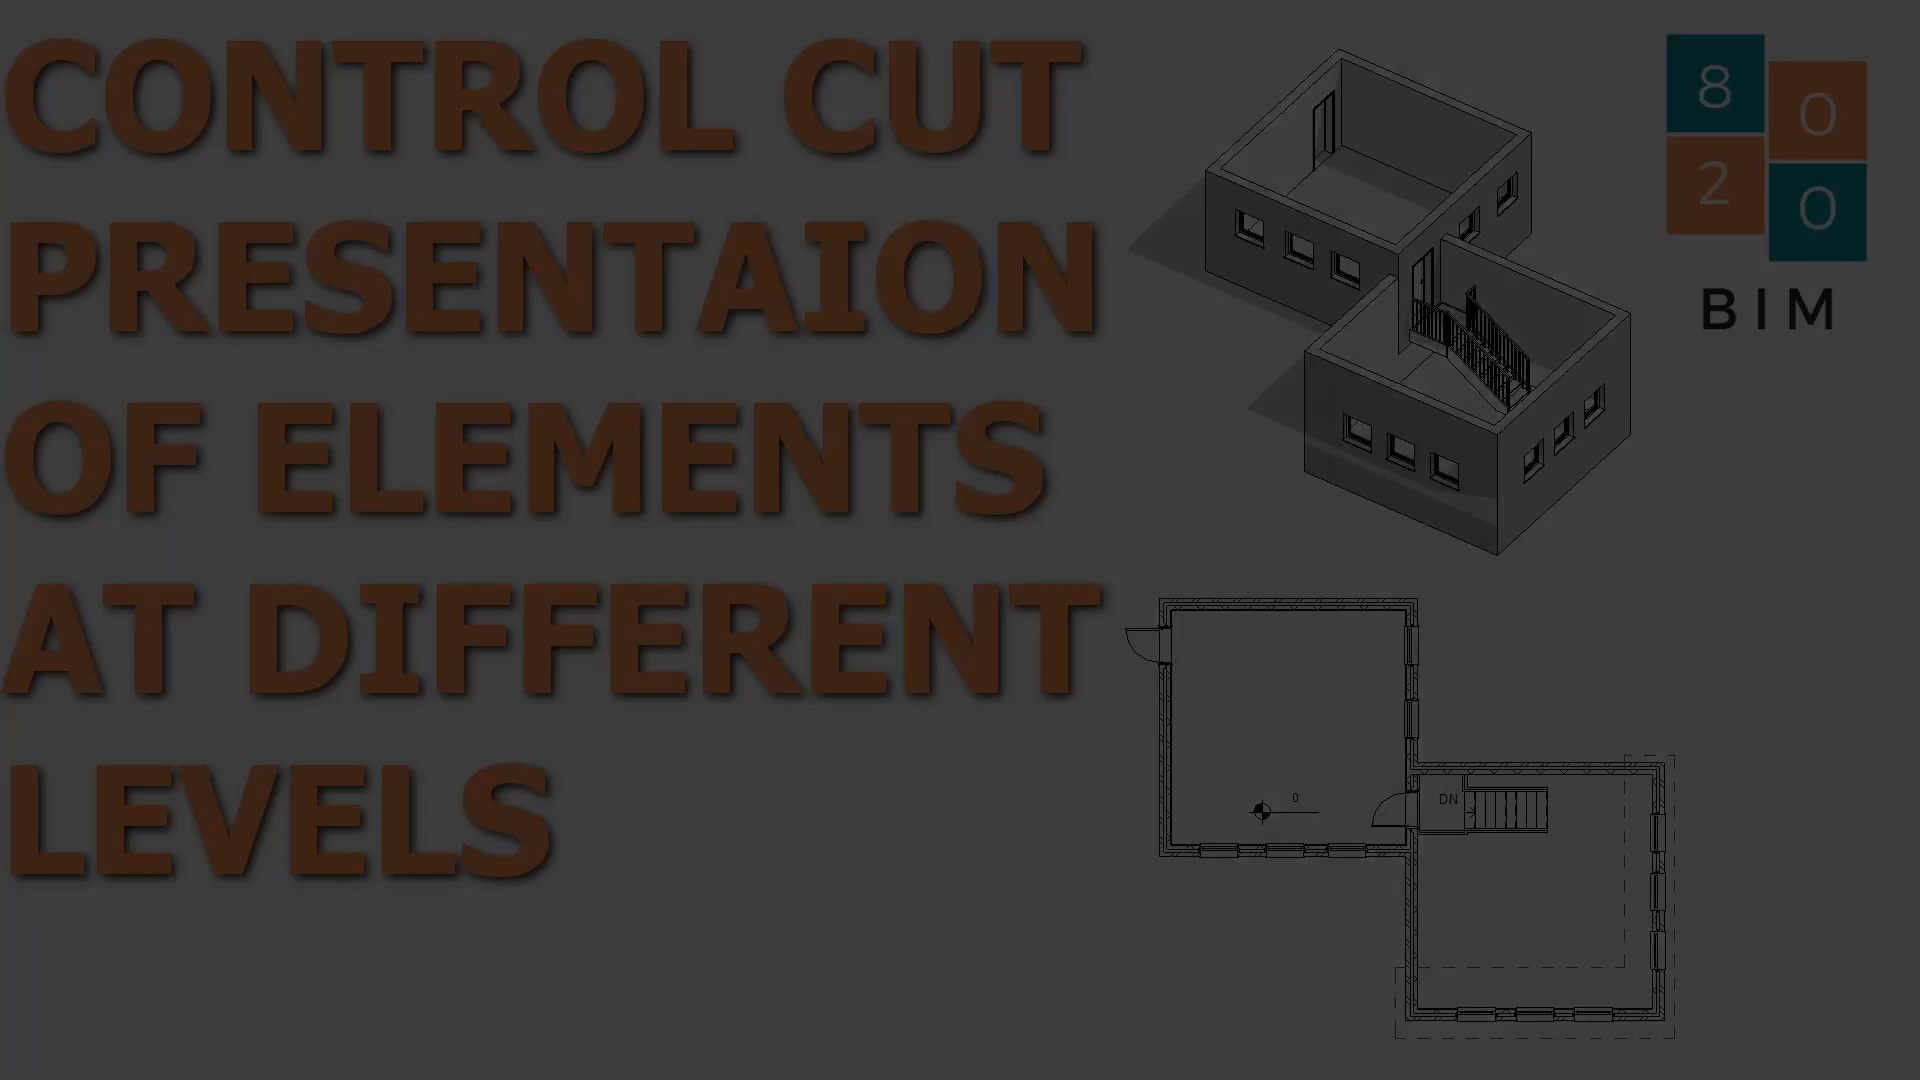 CONTROL CUT
PRESENTAION
OF ELEMENTS
AT DIFFERENT
LEVELS
8
0
2
0
BIM
0
DN